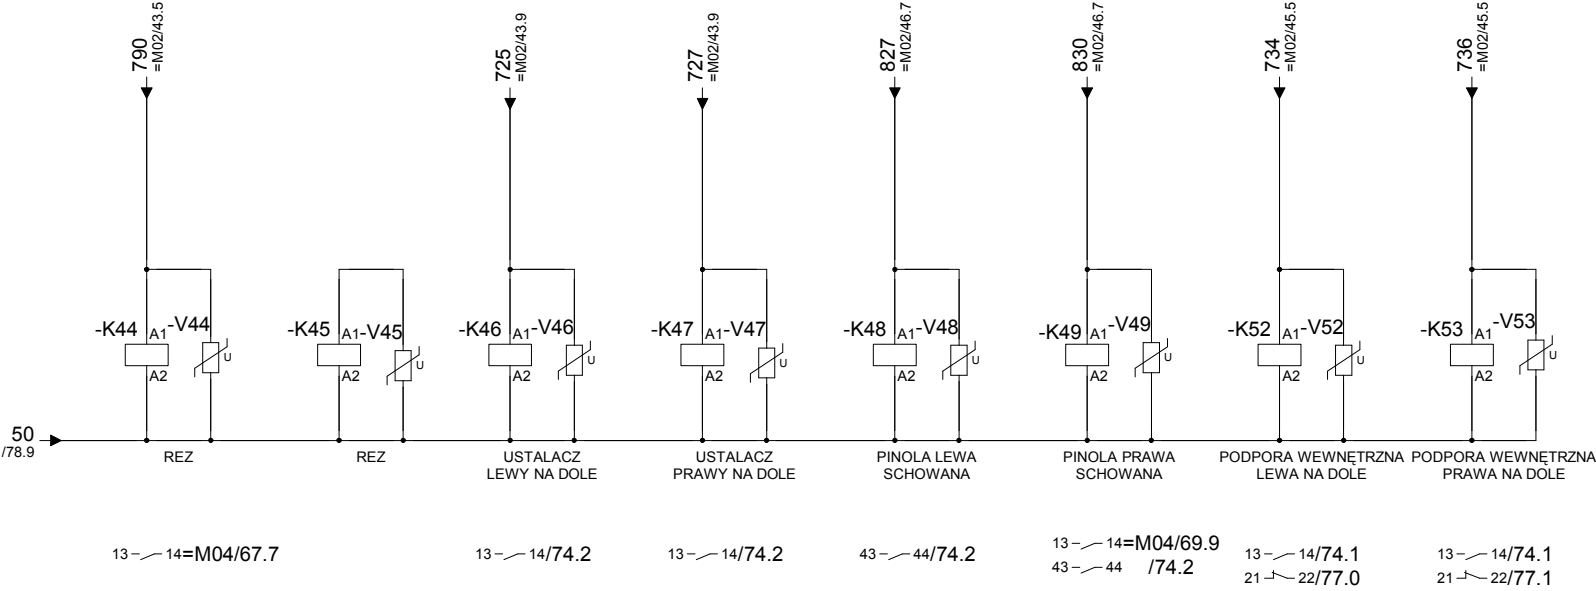 790
=M02/43.5
725
=M02/43.9
727
=M02/43.9
827
=M02/46.7
830
=M02/46.7
734
=M02/45.5
736
=M02/45.5
-K44 A1 -V44
U
A2
-K45 A1 -V45
U
A2
-K46 A1 -V46
U
A2
-K47 A1 -V47
U
A2
-K48 A1 -V48
U
A2
-K49 A1 -V49
U
A2
-K52 A1 -V52
U
A2
-K53 A1 -V53
U
A2
50
/78.9
REZ
REZ
USTALACZ
LEWY NA DOLE
USTALACZ
PRAWY NA DOLE
PINOLA LEWA
SCHOWANA
PINOLA PRAWA
SCHOWANA
PODPORA WEWNĘTRZNA
LEWA NA DOLE
PODPORA WEWNĘTRZNA
PRAWA NA DOLE
13 14=M04/67.7
13 14/74.2
13 14/74.2
43 44/74.2
13 14=M04/69.9
43 44 /74.2
13 14/74.1
21 22/77.0
13 14/74.1
21 22/77.1